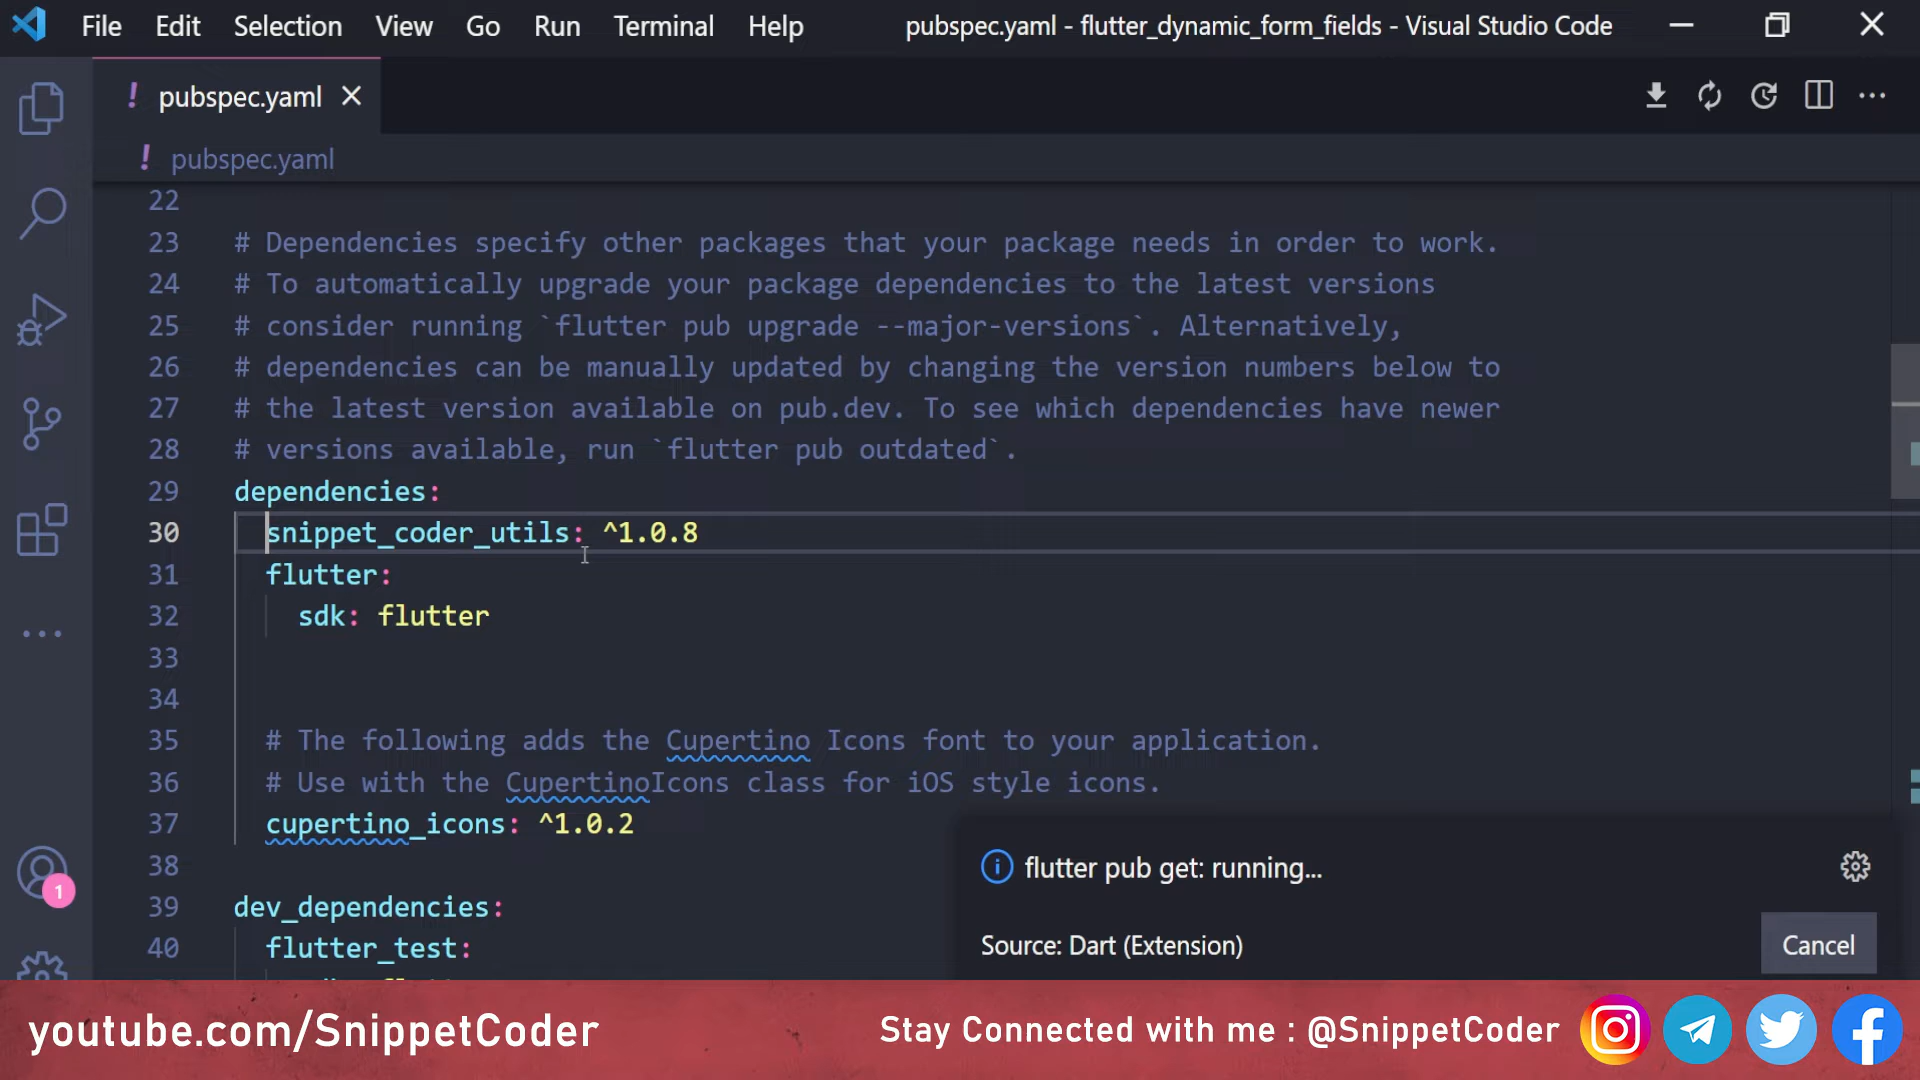 File Edit Selection View Go Run Terminal Help pubspec.yaml - flutter_dynamic_form_fields - Visual Studio Code
! pubspec.yaml
! pubspec.yaml
22
23 # Dependencies specify other packages that your package needs in order to work.
24 # To automatically upgrade your package dependencies to the latest versions
25 # consider running `flutter pub upgrade --major-versions`. Alternatively,
26 # dependencies can be manually updated by changing the version numbers below to
27 # the latest version available on pub.dev. To see which dependencies have newer
28 # versions available, run `flutter pub outdated`.
29 dependencies:
30 snippet_coder_utils: ^1.0.8
31 flutter:
32 sdk: flutter
33
34
35 # The following adds the Cupertino Icons font to your application.
36 # Use with the CupertinoIcons class for iOS style icons.
37 cupertino_icons: ^1.0.2
38
39 dev_dependencies:
40 flutter_test:
1
flutter pub get: running...
Source: Dart (Extension)
Cancel
youtube.com/SnippetCoder
Stay Connected with me : @SnippetCoder